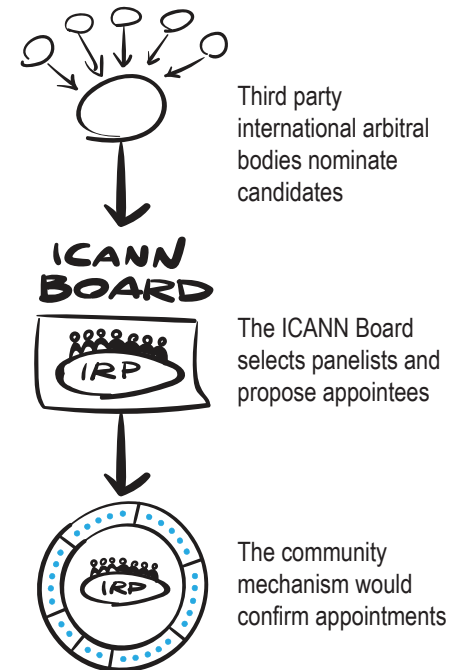 Third party
international arbitral
bodies nominate
candidates
ICANN
BOARD
IRP
The ICANN Board
selects panelists and
propose appointees
IRP
The community
mechanism would
confirm appointments